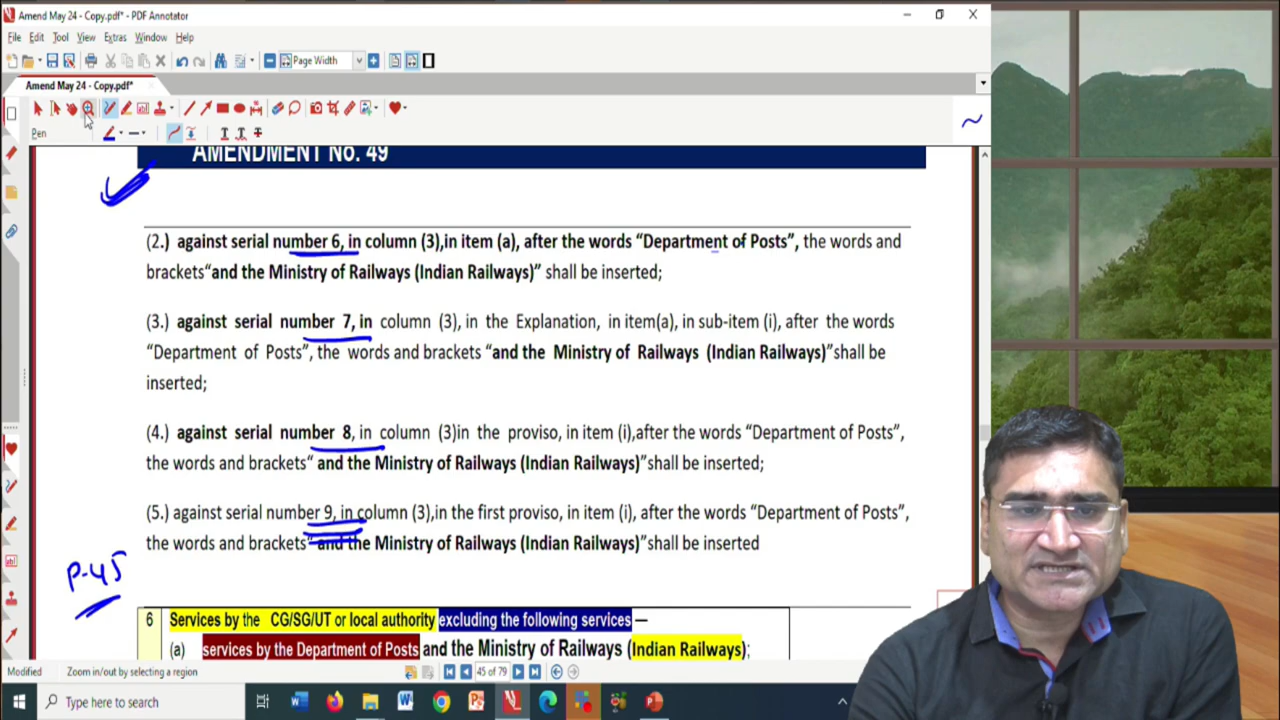 Amend May 24 - Copy.pdf* - PDF Annotator
File Edit Tool View Extras Window Help
Page Width
Amend May 24 - Copy.pdf*
Pen
AMENDMENT No. 49
(2.) against serial number 6, in column (3),in item (a), after the words “Department of Posts”, the words and
brackets“and the Ministry of Railways (Indian Railways)” shall be inserted;
(3.) against serial number 7, in column (3), in the Explanation, in item(a), in sub-item (i), after the words
“Department of Posts”, the words and brackets “and the Ministry of Railways (Indian Railways)”shall be
inserted;
(4.) against serial number 8, in column (3)in the proviso, in item (i),after the words “Department of Posts”,
the words and brackets“ and the Ministry of Railways (Indian Railways)”shall be inserted;
(5.) against serial number 9, in column (3),in the first proviso, in item (i), after the words “Department of Posts”,
the words and brackets“ and the Ministry of Railways (Indian Railways)”shall be inserted
P-45
6 Services by the CG/SG/UT or local authority excluding the following services —
(a) services by the Department of Posts and the Ministry of Railways (Indian Railways);
Modified Zoom in/out by selecting a region 45 of 79
Type here to search